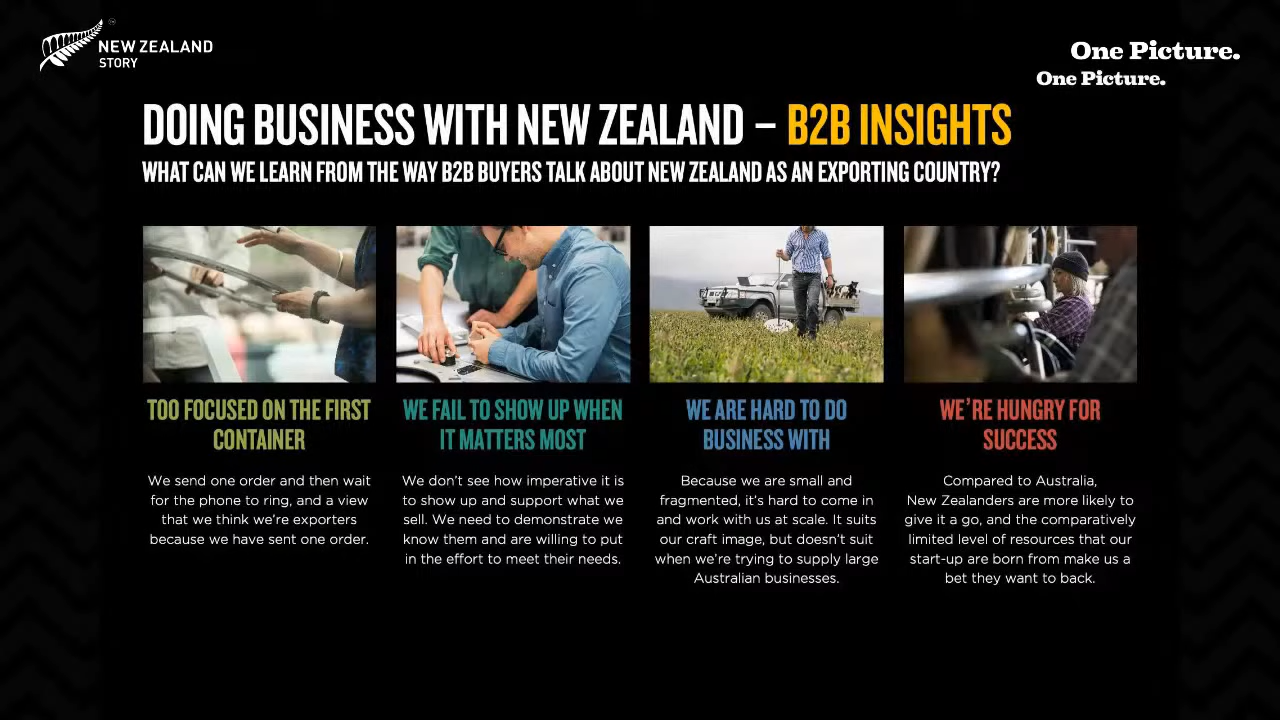 NEW ZEALAND
STORY
One Picture.
One Picture.
DOING BUSINESS WITH NEW ZEALAND – B2B INSIGHTS
WHAT CAN WE LEARN FROM THE WAY B2B BUYERS TALK ABOUT NEW ZEALAND AS AN EXPORTING COUNTRY?
TOO FOCUSED ON THE FIRST
CONTAINER
We send one order and then wait
for the phone to ring, and a view
that we think we're exporters
because we have sent one order.
WE FAIL TO SHOW UP WHEN
IT MATTERS MOST
We don't see how imperative it is
to show up and support what we
sell. We need to demonstrate we
know them and are willing to put
in the effort to meet their needs.
WE ARE HARD TO DO
BUSINESS WITH
Because we are small and
fragmented, it's hard to come in
and work with us at scale. It suits
our craft image, but doesn't suit
when we're trying to supply large
Australian businesses.
WE'RE HUNGRY FOR
SUCCESS
Compared to Australia,
New Zealanders are more likely to
give it a go, and the comparatively
limited level of resources that our
start-up are born from make us a
bet they want to back.